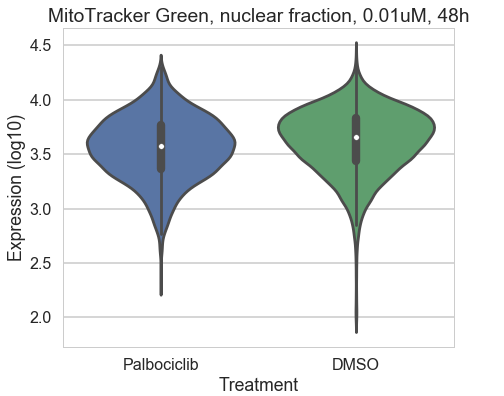 MitoTracker Green, nuclear fraction, 0.01uM, 48h
Expression (log10)
4.5
4.0
3.5
3.0
2.5
2.0
Palbociclib DMSO
Treatment